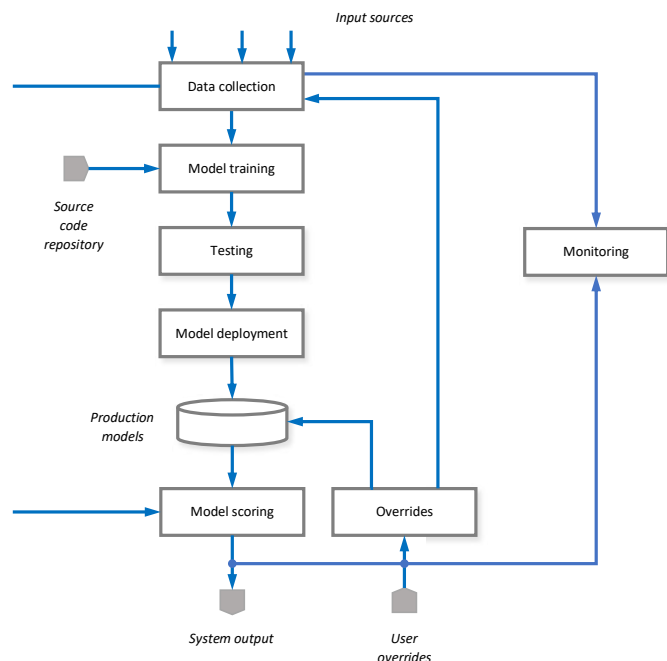 Input sources
Data collection
Model training
Source
code
repository
Testing
Monitoring
Model deployment
Production
models
Model scoring
Overrides
System output
User
overrides